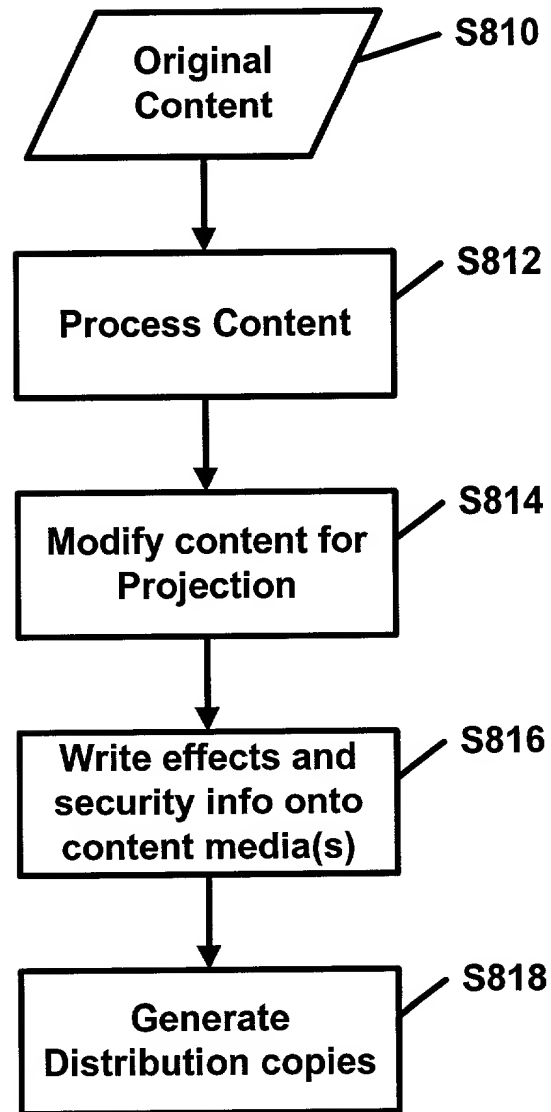 S810
Original
Content
S812
Process Content
S814
Modify content for
Projection
S816
Write effects and
security info onto
content media(s)
S818
Generate
Distribution copies